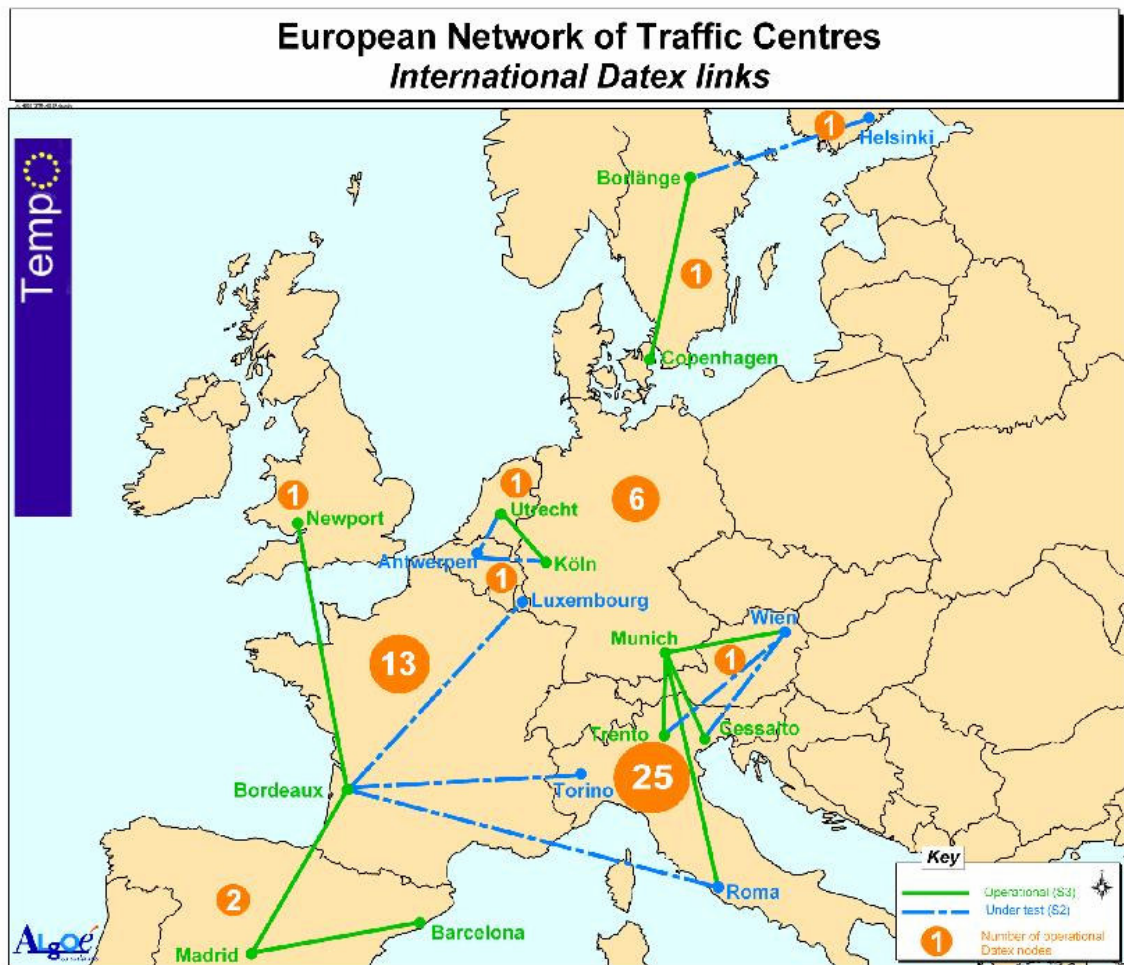 European Network of Traffic Centres
International Datex links
Tempo
1
Helsinki
Borlänge
1
Copenhagen
1
Newport
1
Utrecht
6
Antwerpen
Köln
1
Luxembourg
Wien
Munich
1
13
Trento
Cessalto
25
Torino
Bordeaux
Roma
2
Barcelona
Madrid
Key
Operational (S3)
Under test (S2)
1
Number of operational
Datex nodes
ALgOé